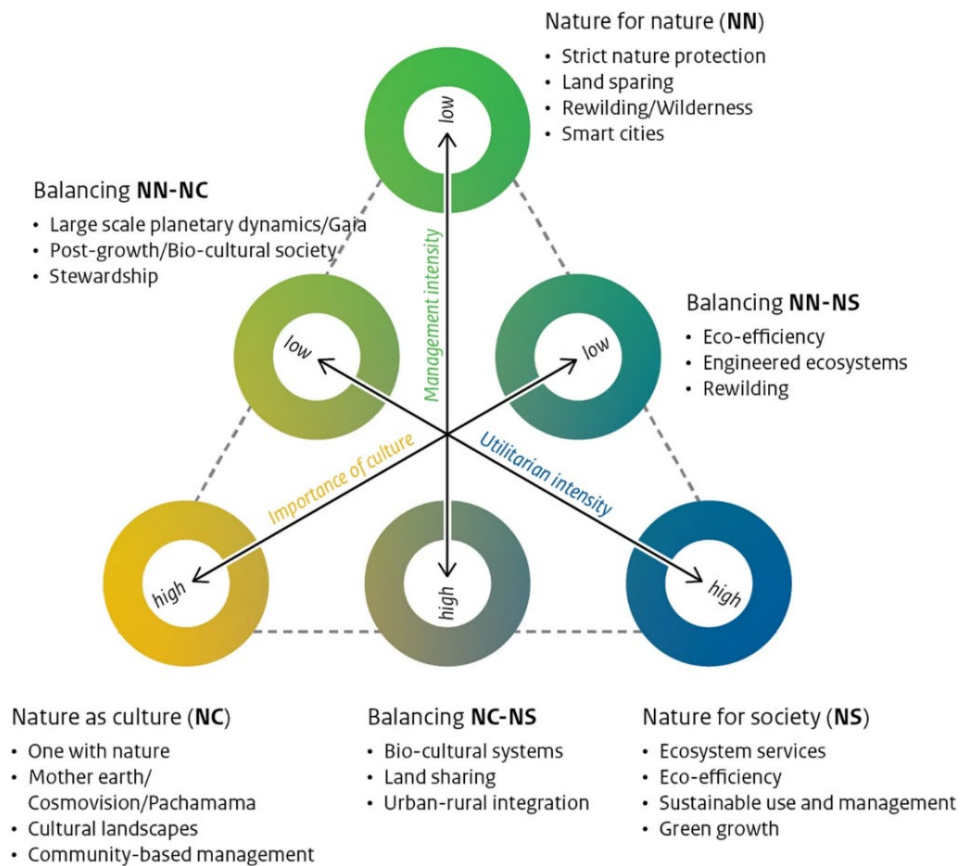 Nature for nature (NN)
• Strict nature protection
• Land sparing
• Rewilding/Wilderness
• Smart cities
low
Balancing NN-NC
• Large scale planetary dynamics/Gaia
• Post-growth/Bio-cultural society
• Stewardship
Management intensity
Balancing NN-NS
• Eco-efficiency
• Engineered ecosystems
• Rewilding
low
low
Importance of culture
Utilitarian intensity
high
high
high
Nature as culture (NC)
• One with nature
• Mother earth/
Cosmovision/Pachamama
• Cultural landscapes
• Community-based management
Balancing NC-NS
• Bio-cultural systems
• Land sharing
• Urban-rural integration
Nature for society (NS)
• Ecosystem services
• Eco-efficiency
• Sustainable use and management
• Green growth